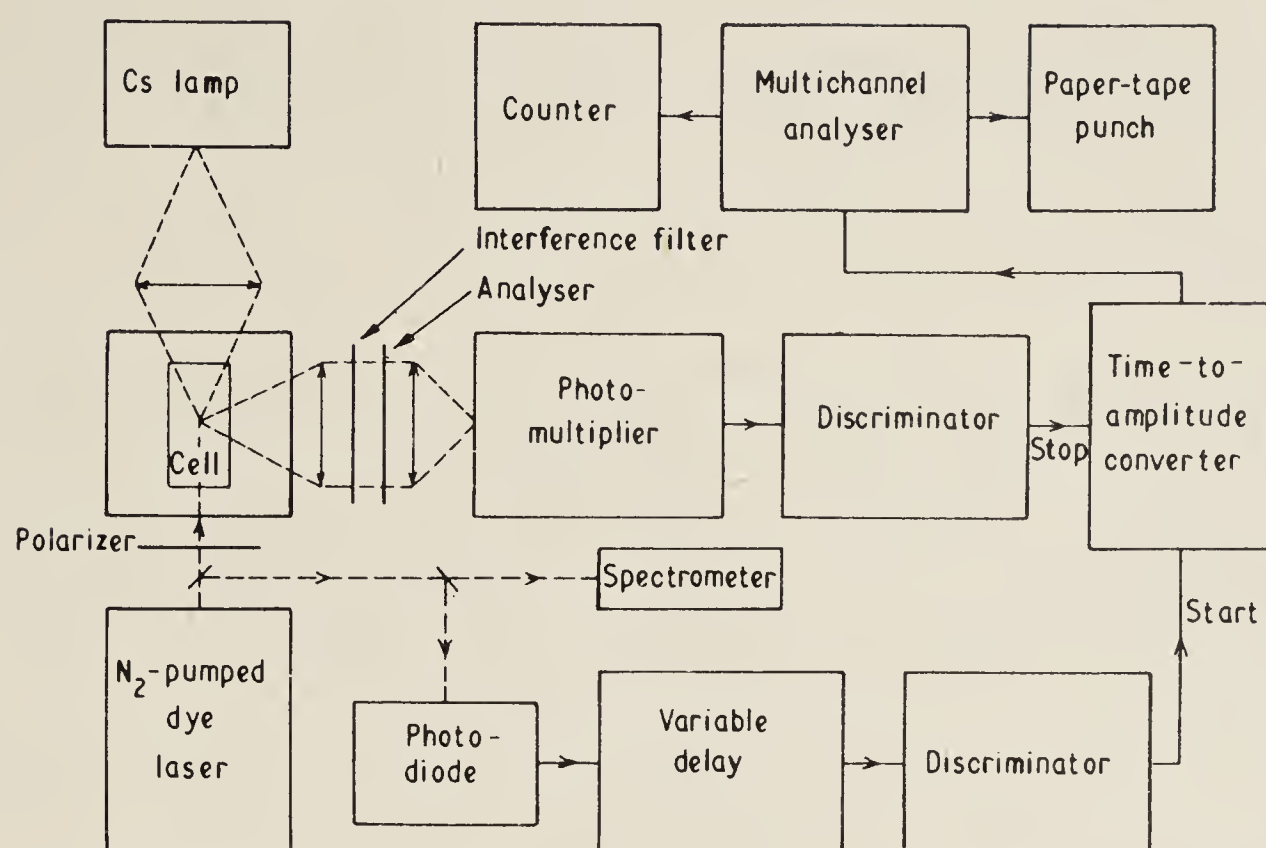 Cs lamp
Counter
Multichannel
analyser
Paper-tape
punch
Interference filter
Analyser
Cell
Photo-
multiplier
Discriminator
Stop
Time-to-
amplitude
converter
Polarizer
Spectrometer
Start
N₂-pumped
dye
laser
Photo-
diode
Variable
delay
Discriminator